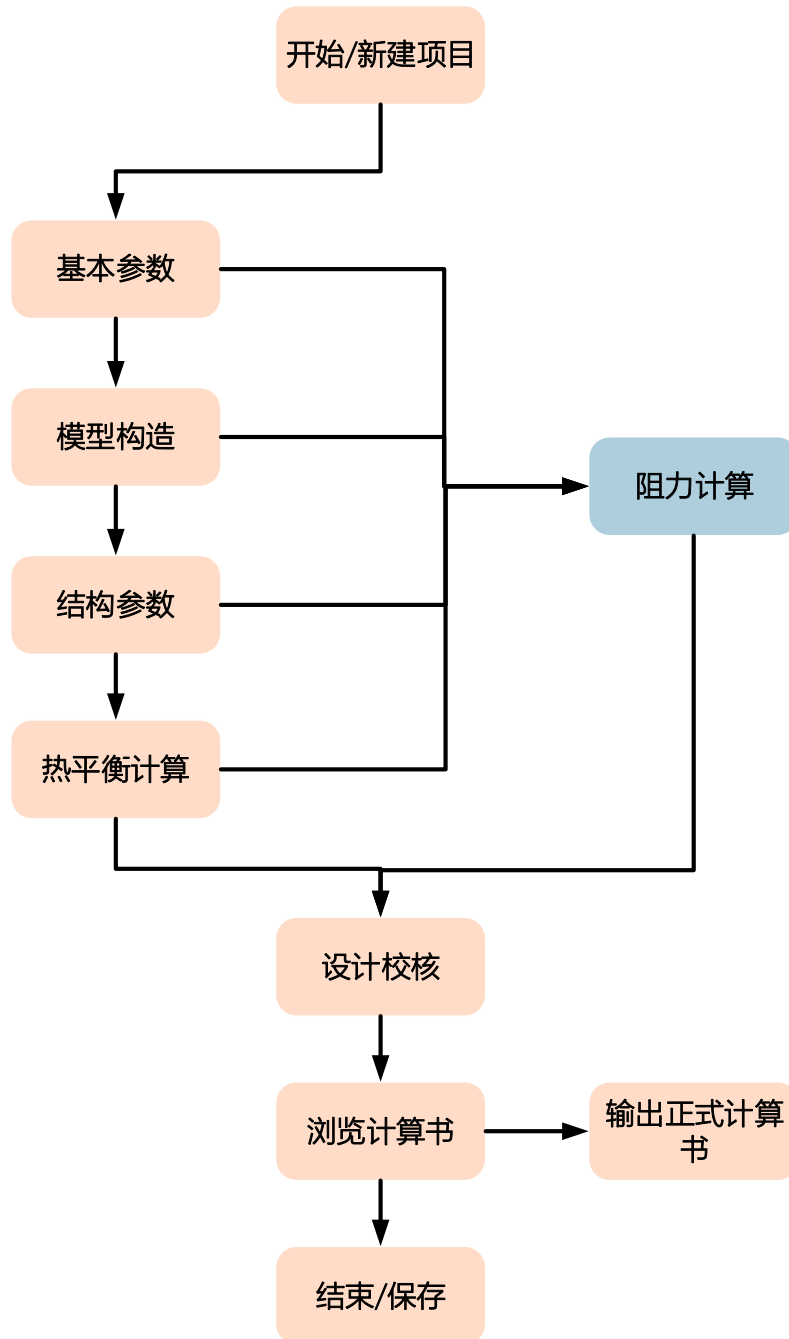 开始/新建项目
基本参数
模型构造
阻力计算
结构参数
热平衡计算
设计校核
浏览计算书
输出正式计算
书
结束/保存